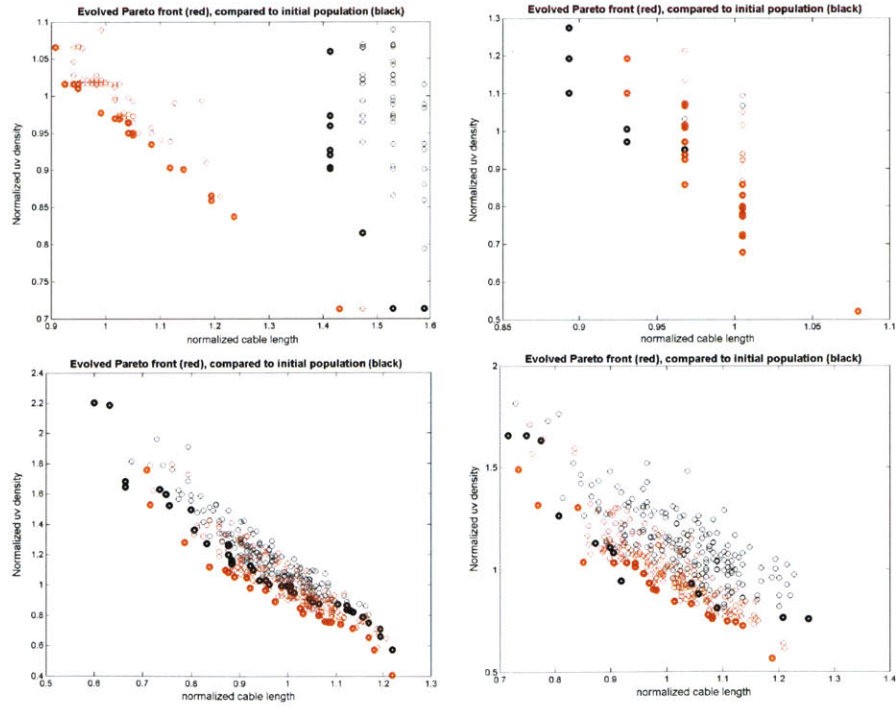 Evolved Pareto front (red), compared to initial population (black)
1.1
1.05
1
0.95
0.9
0.85
0.8
0.75
0.7
Normalized uv density
0.9 1 1.1 1.2 1.3 1.4 1.5 1.6
normalized cable length
Evolved Pareto front (red), compared to initial population (black)
1.3
1.2
1.1
1
0.9
0.8
0.7
0.6
0.5
Normalized uv density
0.85 0.9 0.95 1 1.05 1.1
normalized cable length
Evolved Pareto front (red), compared to initial population (black)
2.4
2.2
2
1.8
1.6
1.4
1.2
1
0.8
0.6
0.4
Normalized uv density
0.5 0.6 0.7 0.8 0.9 1 1.1 1.2 1.3
normalized cable length
Evolved Pareto front (red), compared to initial population (black)
2
1.5
1
0.5
Normalized uv density
0.7 0.8 0.9 1 1.1 1.2 1.3 1.4
normalized cable length